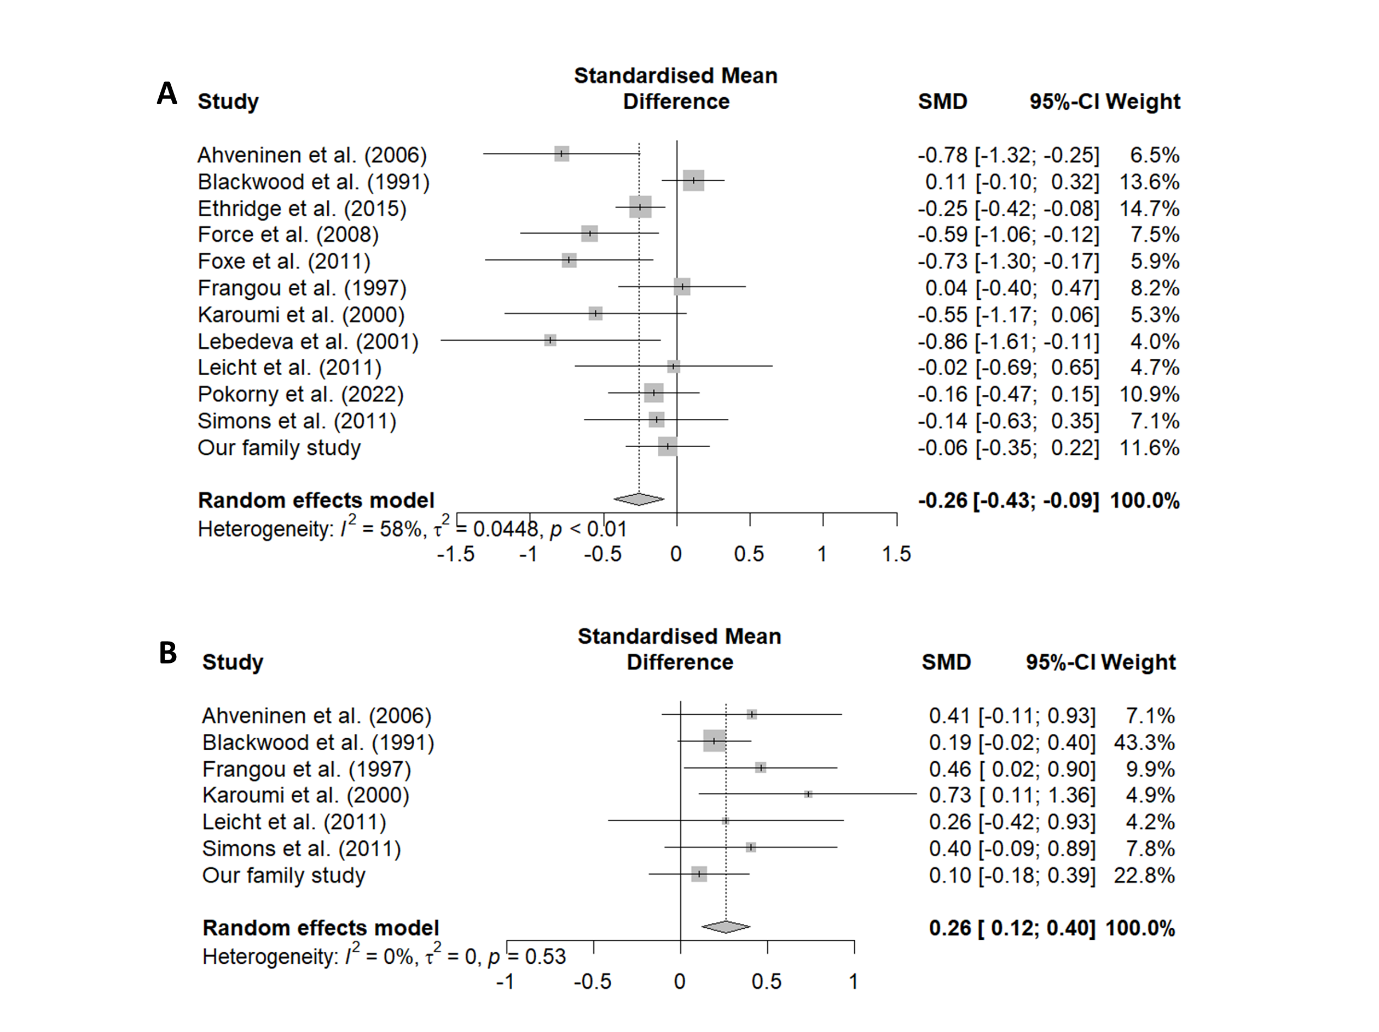 A
Standardised Mean
Study Difference SMD 95%-CI Weight
Ahveninen et al. (2006) -0.78 [-1.32; -0.25] 6.5%
Blackwood et al. (1991) 0.11 [-0.10; 0.32] 13.6%
Ethridge et al. (2015) -0.25 [-0.42; -0.08] 14.7%
Force et al. (2008) -0.59 [-1.06; -0.12] 7.5%
Foxe et al. (2011) -0.73 [-1.30; -0.17] 5.9%
Frangou et al. (1997) 0.04 [-0.40; 0.47] 8.2%
Karoumi et al. (2000) -0.55 [-1.17; 0.06] 5.3%
Lebedeva et al. (2001) -0.86 [-1.61; -0.11] 4.0%
Leicht et al. (2011) -0.02 [-0.69; 0.65] 4.7%
Pokorny et al. (2022) -0.16 [-0.47; 0.15] 10.9%
Simons et al. (2011) -0.14 [-0.63; 0.35] 7.1%
Our family study -0.06 [-0.35; 0.22] 11.6%
Random effects model -0.26 [-0.43; -0.09] 100.0%
Heterogeneity: I² = 58%, τ² = 0.0448, p < 0.01
-1.5 -1 -0.5 0 0.5 1 1.5
B
Standardised Mean
Study Difference SMD 95%-CI Weight
Ahveninen et al. (2006) 0.41 [-0.11; 0.93] 7.1%
Blackwood et al. (1991) 0.19 [-0.02; 0.40] 43.3%
Frangou et al. (1997) 0.46 [ 0.02; 0.90] 9.9%
Karoumi et al. (2000) 0.73 [ 0.11; 1.36] 4.9%
Leicht et al. (2011) 0.26 [-0.42; 0.93] 4.2%
Simons et al. (2011) 0.40 [-0.09; 0.89] 7.8%
Our family study 0.10 [-0.18; 0.39] 22.8%
Random effects model 0.26 [ 0.12; 0.40] 100.0%
Heterogeneity: I² = 0%, τ² = 0, p = 0.53
-1 -0.5 0 0.5 1